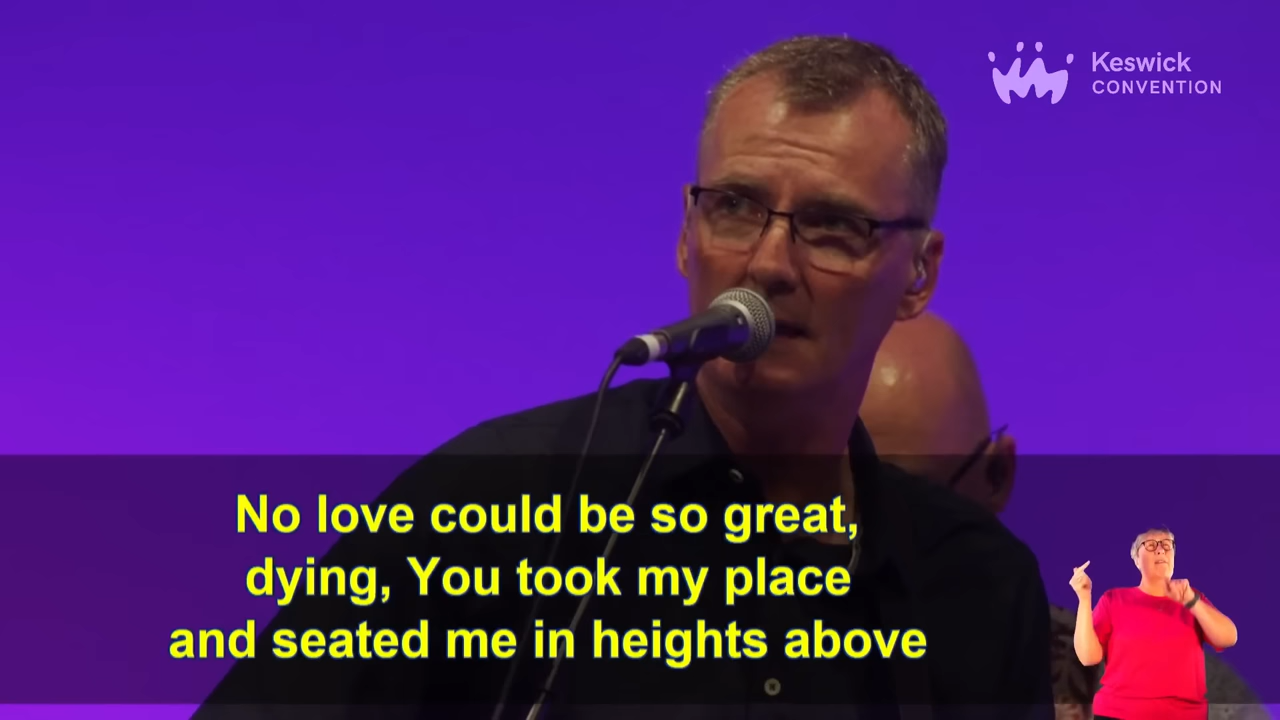 Keswick
CONVENTION
No love could be so great,
dying, You took my place
and seated me in heights above